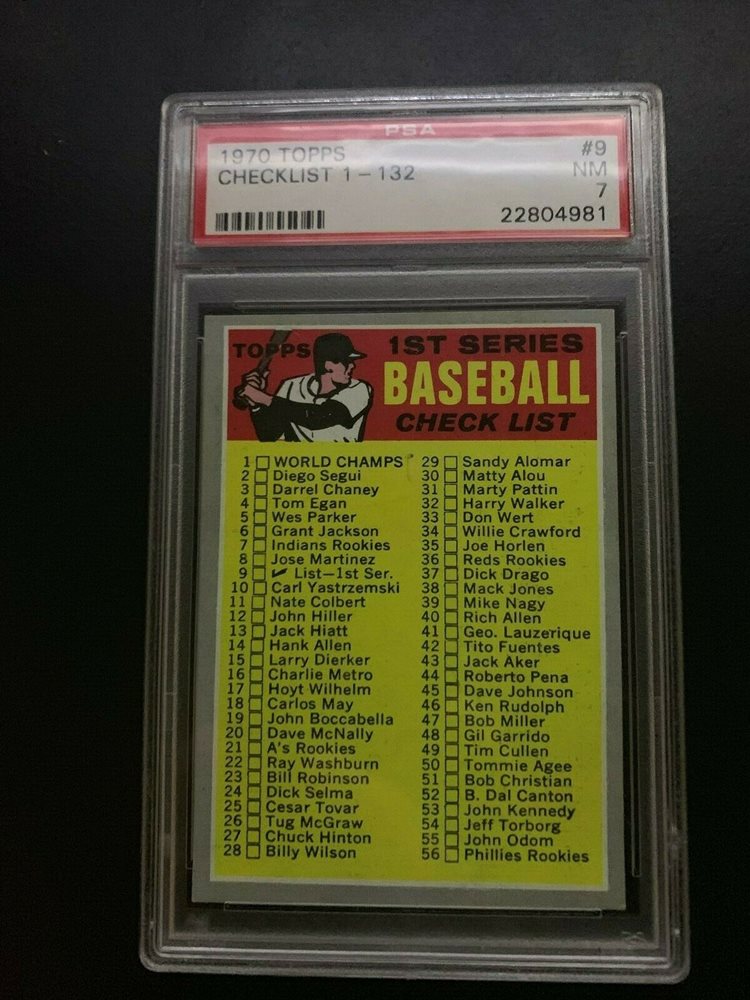 PSA
1970 TOPPS #9
CHECKLIST 1 - 132 NM
7
22804981
TOPPS
1ST SERIES
BASEBALL
CHECK LIST
1 WORLD CHAMPS
2 Diego Segui
3 Darrel Chaney
4 Tom Egan
5 Wes Parker
6 Grant Jackson
7 Indians Rookies
8 Jose Martinez
9 ✔ List—1st Ser.
10 Carl Yastrzemski
11 Nate Colbert
12 John Hiller
13 Jack Hiatt
14 Hank Allen
15 Larry Dierker
16 Charlie Metro
17 Hoyt Wilhelm
18 Carlos May
19 John Boccabella
20 Dave McNally
21 A's Rookies
22 Ray Washburn
23 Bill Robinson
24 Dick Selma
25 Cesar Tovar
26 Tug McGraw
27 Chuck Hinton
28 Billy Wilson
29 Sandy Alomar
30 Matty Alou
31 Marty Pattin
32 Harry Walker
33 Don Wert
34 Willie Crawford
35 Joe Horlen
36 Reds Rookies
37 Dick Drago
38 Mack Jones
39 Mike Nagy
40 Rich Allen
41 Geo. Lauzerique
42 Tito Fuentes
43 Jack Aker
44 Roberto Pena
45 Dave Johnson
46 Ken Rudolph
47 Bob Miller
48 Gil Garrido
49 Tim Cullen
50 Tommie Agee
51 Bob Christian
52 B. Dal Canton
53 John Kennedy
54 Jeff Torborg
55 John Odom
56 Phillies Rookies